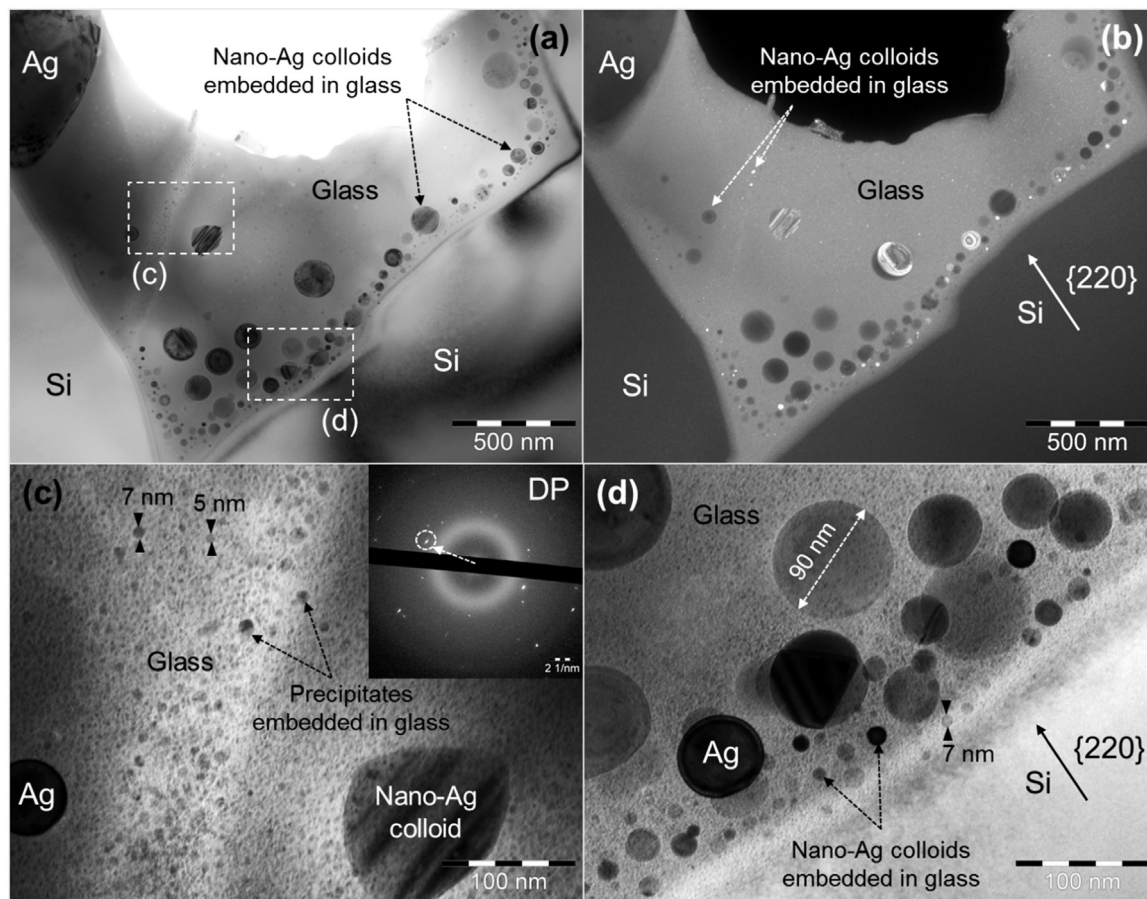 (a)
Ag
Nano-Ag colloids
embedded in glass
Glass
(c)
(d)
Si
Si
500 nm
(b)
Ag
Nano-Ag colloids
embedded in glass
Glass
{220}
Si
Si
500 nm
(c)
7 nm
5 nm
DP
2 1/nm
Glass
Precipitates
embedded in glass
Ag
Nano-Ag
colloid
100 nm
(d)
Glass
90 nm
Ag
7 nm
{220}
Si
Nano-Ag colloids
embedded in glass
100 nm